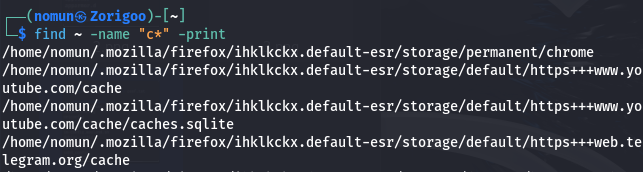 ┌──(nomun㉿Zorigoo)-[~]
└─$ find ~ -name "c*" -print
/home/nomun/.mozilla/firefox/ihklkckx.default-esr/storage/permanent/chrome
/home/nomun/.mozilla/firefox/ihklkckx.default-esr/storage/default/https+++www.yo
utube.com/cache
/home/nomun/.mozilla/firefox/ihklkckx.default-esr/storage/default/https+++www.yo
utube.com/cache/caches.sqlite
/home/nomun/.mozilla/firefox/ihklkckx.default-esr/storage/default/https+++web.te
legram.org/cache